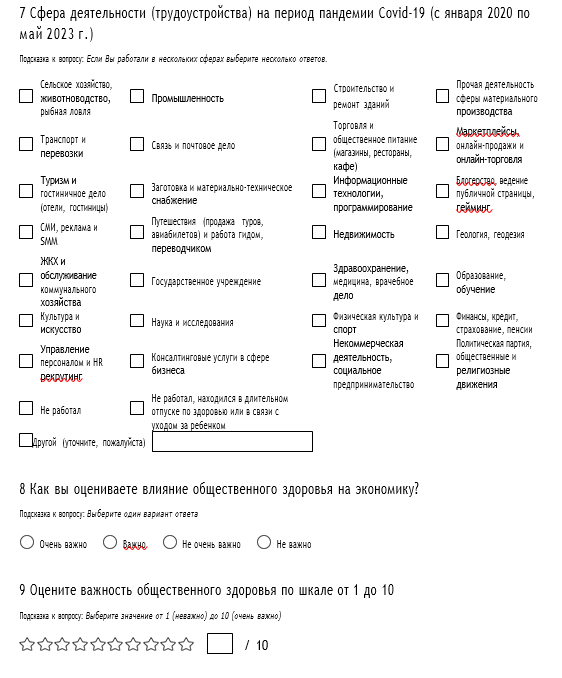 7 Сфера деятельности (трудоустройства) на период пандемии Covid-19 (с января 2020 по
май 2023 г.)
Подсказка к вопросу: Если Вы работали в нескольких сферах выберите несколько ответов.
Сельское хозяйство,
животноводство,
рыбная ловля
Промышленность
Строительство и
ремонт зданий
Прочая деятельность
сферы материального
производства
Транспорт и
перевозки
Связь и почтовое дело
Торговля и
общественное питание
(магазины, рестораны,
кафе)
Маркетплейсы,
онлайн-продажи и
онлайн-торговля
Туризм и
гостиничное дело
(отели, гостиницы)
Заготовка и материально-техническое
снабжение
Информационные
технологии,
программирование
Блогерство, ведение
публичной страницы,
гейминг
СМИ, реклама и
SMM
Путешествия (продажа туров,
авиабилетов) и работа гидом,
переводчиком
Недвижимость
Геология, геодезия
ЖКХ и
обслуживание
коммунального
хозяйства
Государственное учреждение
Здравоохранение,
медицина, врачебное
дело
Образование,
обучение
Культура и
искусство
Наука и исследования
Физическая культура и
спорт
Финансы, кредит,
страхование, пенсии
Управление
персоналом и HR
рекрутинг
Консалтинговые услуги в сфере
бизнеса
Некоммерческая
деятельность,
социальное
предпринимательство
Политическая партия,
общественные и
религиозные
движения
Не работал
Не работал, находился в длительном
отпуске по здоровью или в связи с
уходом за ребенком
Другой (уточните, пожалуйста)
8 Как вы оцениваете влияние общественного здоровья на экономику?
Подсказка к вопросу: Выберите один вариант ответа
Очень важно
Важно
Не очень важно
Не важно
9 Оцените важность общественного здоровья по шкале от 1 до 10
Подсказка к вопросу: Выберите значение от 1 (неважно) до 10 (очень важно)
/ 10